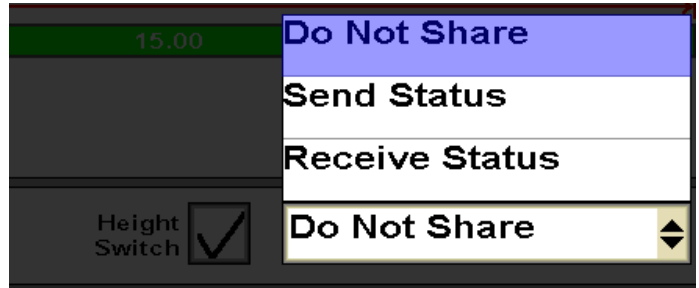 15.00
Do Not Share
Send Status
Receive Status
Height
Switch
Do Not Share